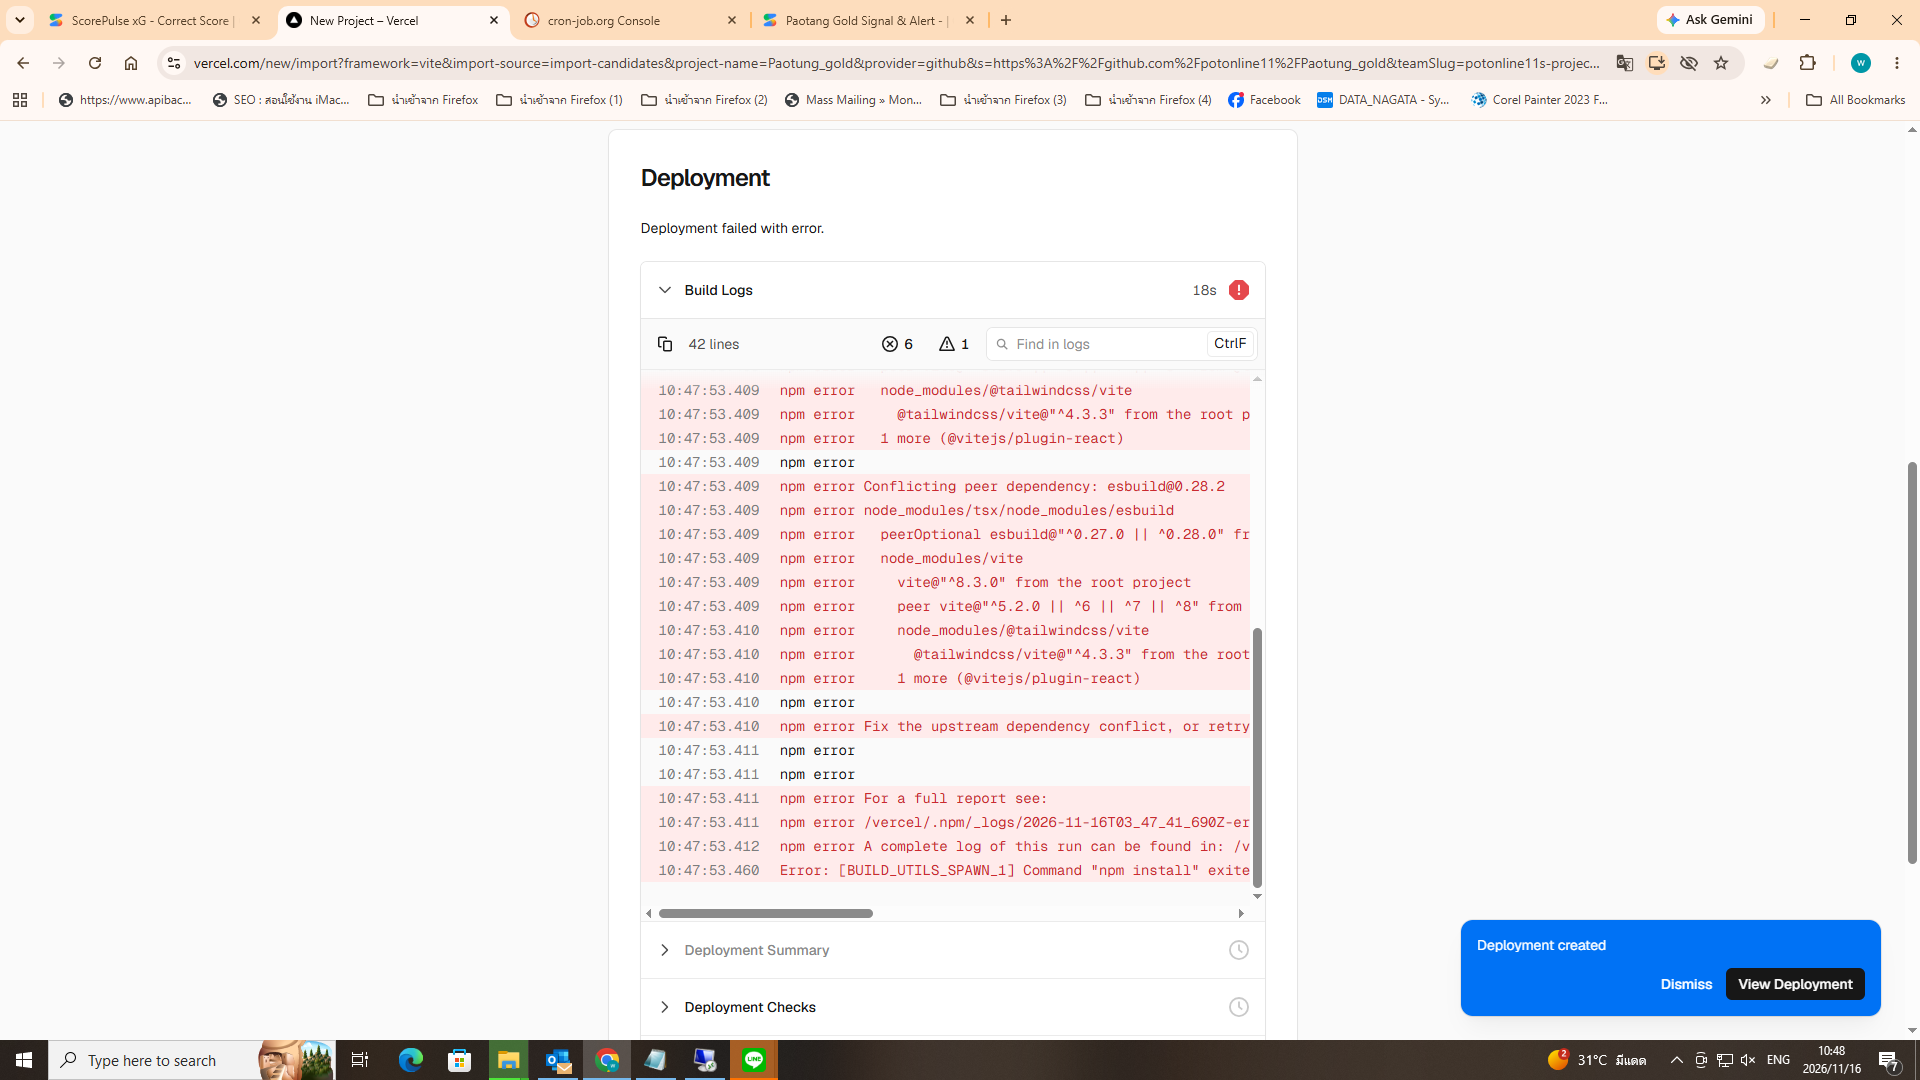 ScorePulse xG - Correct Score |
New Project – Vercel
cron-job.org Console
Paotang Gold Signal & Alert - |
Ask Gemini
vercel.com/new/import?framework=vite&import-source=import-candidates&project-name=Paotung_gold&provider=github&s=https%3A%2F%2Fgithub.com%2Fpotonline11%2FPaotung_gold&teamSlug=potonline11s-projec...
W
https://www.apibac...
SEO : สอนใช้งาน iMac...
นำเข้าจาก Firefox
นำเข้าจาก Firefox (1)
นำเข้าจาก Firefox (2)
Mass Mailing » Mon...
นำเข้าจาก Firefox (3)
นำเข้าจาก Firefox (4)
Facebook
DSM
DATA_NAGATA - Sy...
Corel Painter 2023 F...
»
All Bookmarks
Deployment
Deployment failed with error.
Build Logs
18s
42 lines
6
1
Find in logs
CtrlF
10:47:53.409 npm error   node_modules/@tailwindcss/vite
10:47:53.409 npm error     @tailwindcss/vite@"^4.3.3" from the root p
10:47:53.409 npm error   1 more (@vitejs/plugin-react)
10:47:53.409 npm error
10:47:53.409 npm error Conflicting peer dependency: esbuild@0.28.2
10:47:53.409 npm error node_modules/tsx/node_modules/esbuild
10:47:53.409 npm error   peerOptional esbuild@"^0.27.0 || ^0.28.0" fr
10:47:53.409 npm error   node_modules/vite
10:47:53.409 npm error     vite@"^8.3.0" from the root project
10:47:53.409 npm error     peer vite@"^5.2.0 || ^6 || ^7 || ^8" from
10:47:53.410 npm error     node_modules/@tailwindcss/vite
10:47:53.410 npm error       @tailwindcss/vite@"^4.3.3" from the root
10:47:53.410 npm error     1 more (@vitejs/plugin-react)
10:47:53.410 npm error
10:47:53.410 npm error Fix the upstream dependency conflict, or retry
10:47:53.411 npm error
10:47:53.411 npm error
10:47:53.411 npm error For a full report see:
10:47:53.411 npm error /vercel/.npm/_logs/2026-11-16T03_47_41_690Z-er
10:47:53.412 npm error A complete log of this run can be found in: /v
10:47:53.460 Error: [BUILD_UTILS_SPAWN_1] Command "npm install" exite
Deployment Summary
Deployment Checks
Deployment created
Dismiss
View Deployment
Type here to search
LINE
2
31°C มีแดด
ENG
10:48
2026/11/16
7